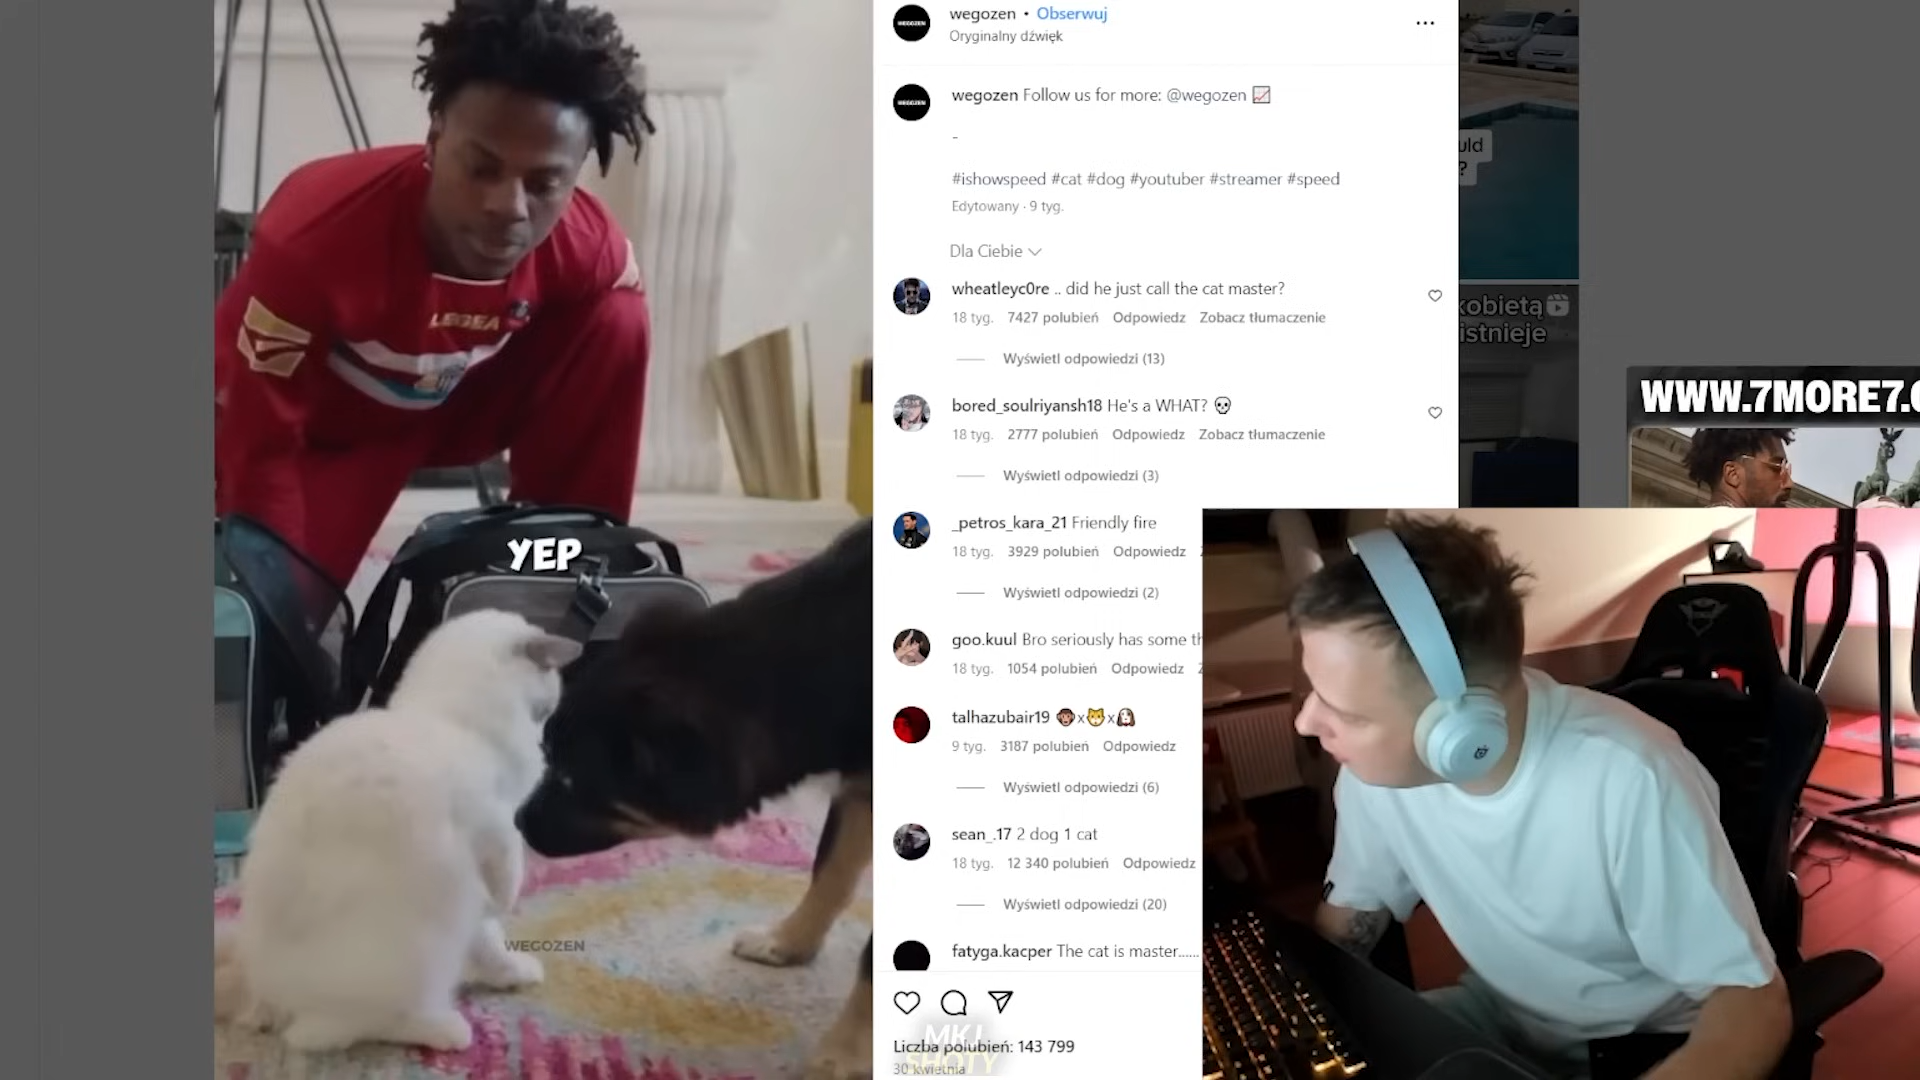 wegozen • Obserwuj
Oryginalny dźwięk
wegozen Follow us for more: @wegozen 📈
-
#ishowspeed #cat #dog #youtuber #streamer #speed
Edytowany · 9 tyg.
Dla Ciebie
wheatleyc0re .. did he just call the cat master?
18 tyg. 7427 polubień Odpowiedz Zobacz tłumaczenie
Wyświetl odpowiedzi (13)
bored_soulriyansh18 He's a WHAT? 💀
18 tyg. 2777 polubień Odpowiedz Zobacz tłumaczenie
Wyświetl odpowiedzi (3)
_petros_kara_21 Friendly fire
18 tyg. 3929 polubień Odpowiedz
Wyświetl odpowiedzi (2)
goo.kuul Bro seriously has some
18 tyg. 1054 polubień Odpowiedz
talhazubair19 🐵x🐱x🐶
9 tyg. 3187 polubień Odpowiedz
Wyświetl odpowiedzi (6)
sean_.17 2 dog 1 cat
18 tyg. 12 340 polubień Odpowiedz
Wyświetl odpowiedzi (20)
fatyga.kacper The cat is master......
Liczba polubień: 143 799
30 kwietnia
MKJ
SHOTY
LEGEA
YEP
WEGOZEN
kobietą
istnieje
WWW.7MORE7.